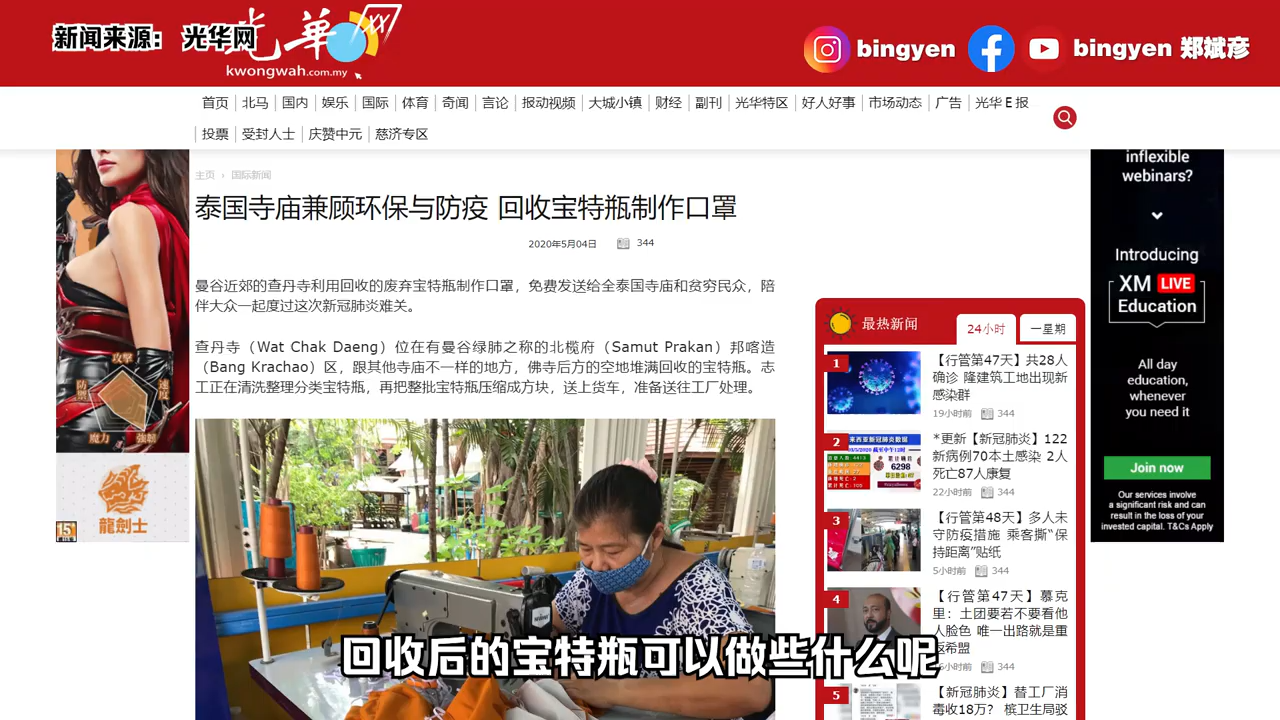 新闻来源： 光华网
光華
kwongwah.com.my
bingyen
bingyen 郑斌彦
首页 北马 国内 娱乐 国际 体育 奇闻 言论 报动视频 大城小镇 财经 副刊 光华特区 好人好事 市场动态 广告 光华 E 报
投票 受封人士 庆赞中元 慈济专区
主页 › 国际新闻
泰国寺庙兼顾环保与防疫 回收宝特瓶制作口罩
2020年5月04日 344
曼谷近郊的查丹寺利用回收的废弃宝特瓶制作口罩，免费发送给全泰国寺庙和贫穷民众，陪
伴大众一起度过这次新冠肺炎难关。
查丹寺（Wat Chak Daeng）位在有曼谷绿肺之称的北榄府（Samut Prakan）邦喀造
（Bang Krachao）区，跟其他寺庙不一样的地方，佛寺后方的空地堆满回收的宝特瓶。志
工正在清洗整理分类宝特瓶，再把整批宝特瓶压缩成方块，送上货车，准备送往工厂处理。
攻擊
防禦
速度
魔力
強韌
龍劍士
15+
inflexible
webinars?
Introducing
XM LIVE
Education
All day
education,
whenever
you need it
Join now
Our services involve
a significant risk and can
result in the loss of your
invested capital. T&Cs Apply
最热新闻 24小时 一星期
1
【行管第47天】共28人
确诊 隆建筑工地出现新
感染群
19小时前 344
2
*更新【新冠肺炎】122
新病例70本土感染 2人
死亡87人康复
22小时前 344
6298
3
【行管第48天】多人未
守防疫措施 乘客撕“保
持距离”贴纸
5小时前 344
4
【行管第47天】慕克
里：土团要若不要看他
人脸色 唯一出路就是重
返希盟
6小时前 344
5
【新冠肺炎】替工厂消
毒收18万？ 槟卫生局驳
回收后的宝特瓶可以做些什么呢